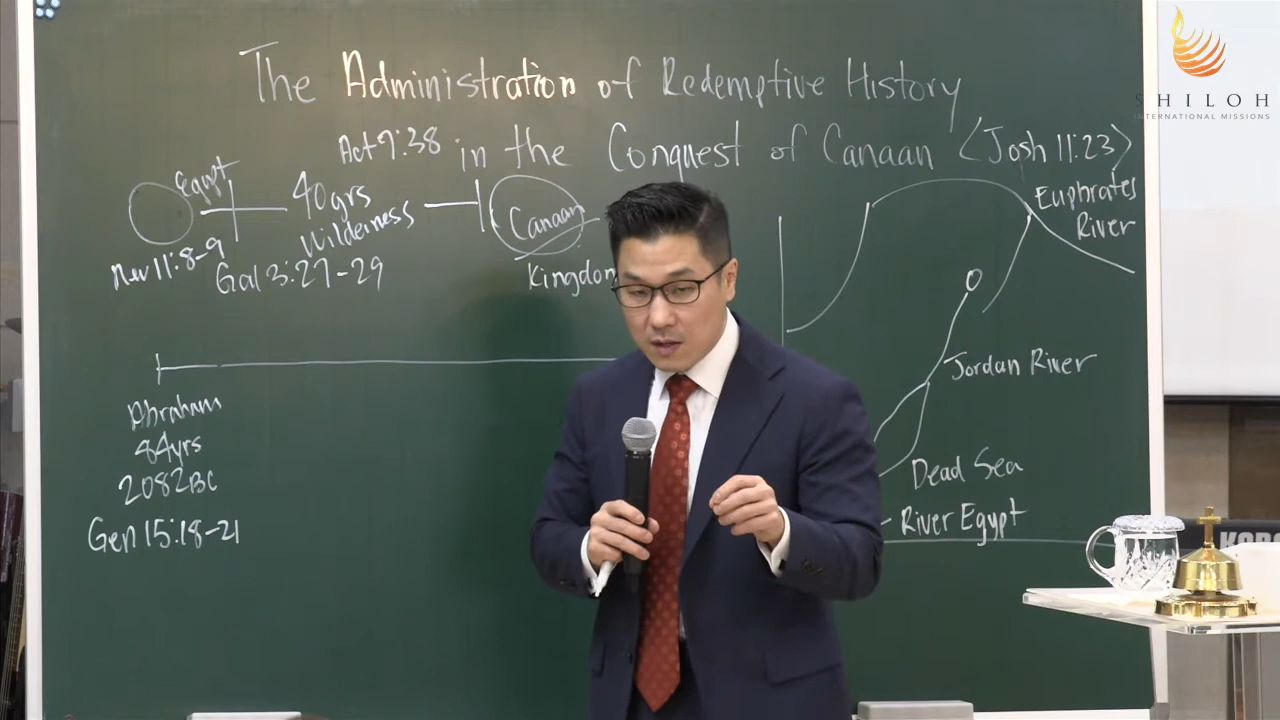 The Administration of Redemptive History
in the Conquest of Canaan <Josh 11:23>
Act 7:38
Egypt
40yrs
Wilderness
Canaan
Kingdom
Rev 11:8-9
Gal 3:27-29
Abraham
84yrs
2082BC
Gen 15:18-21
Euphrates
River
Jordan River
Dead Sea
River Egypt
SHILOH
INTERNATIONAL MISSIONS